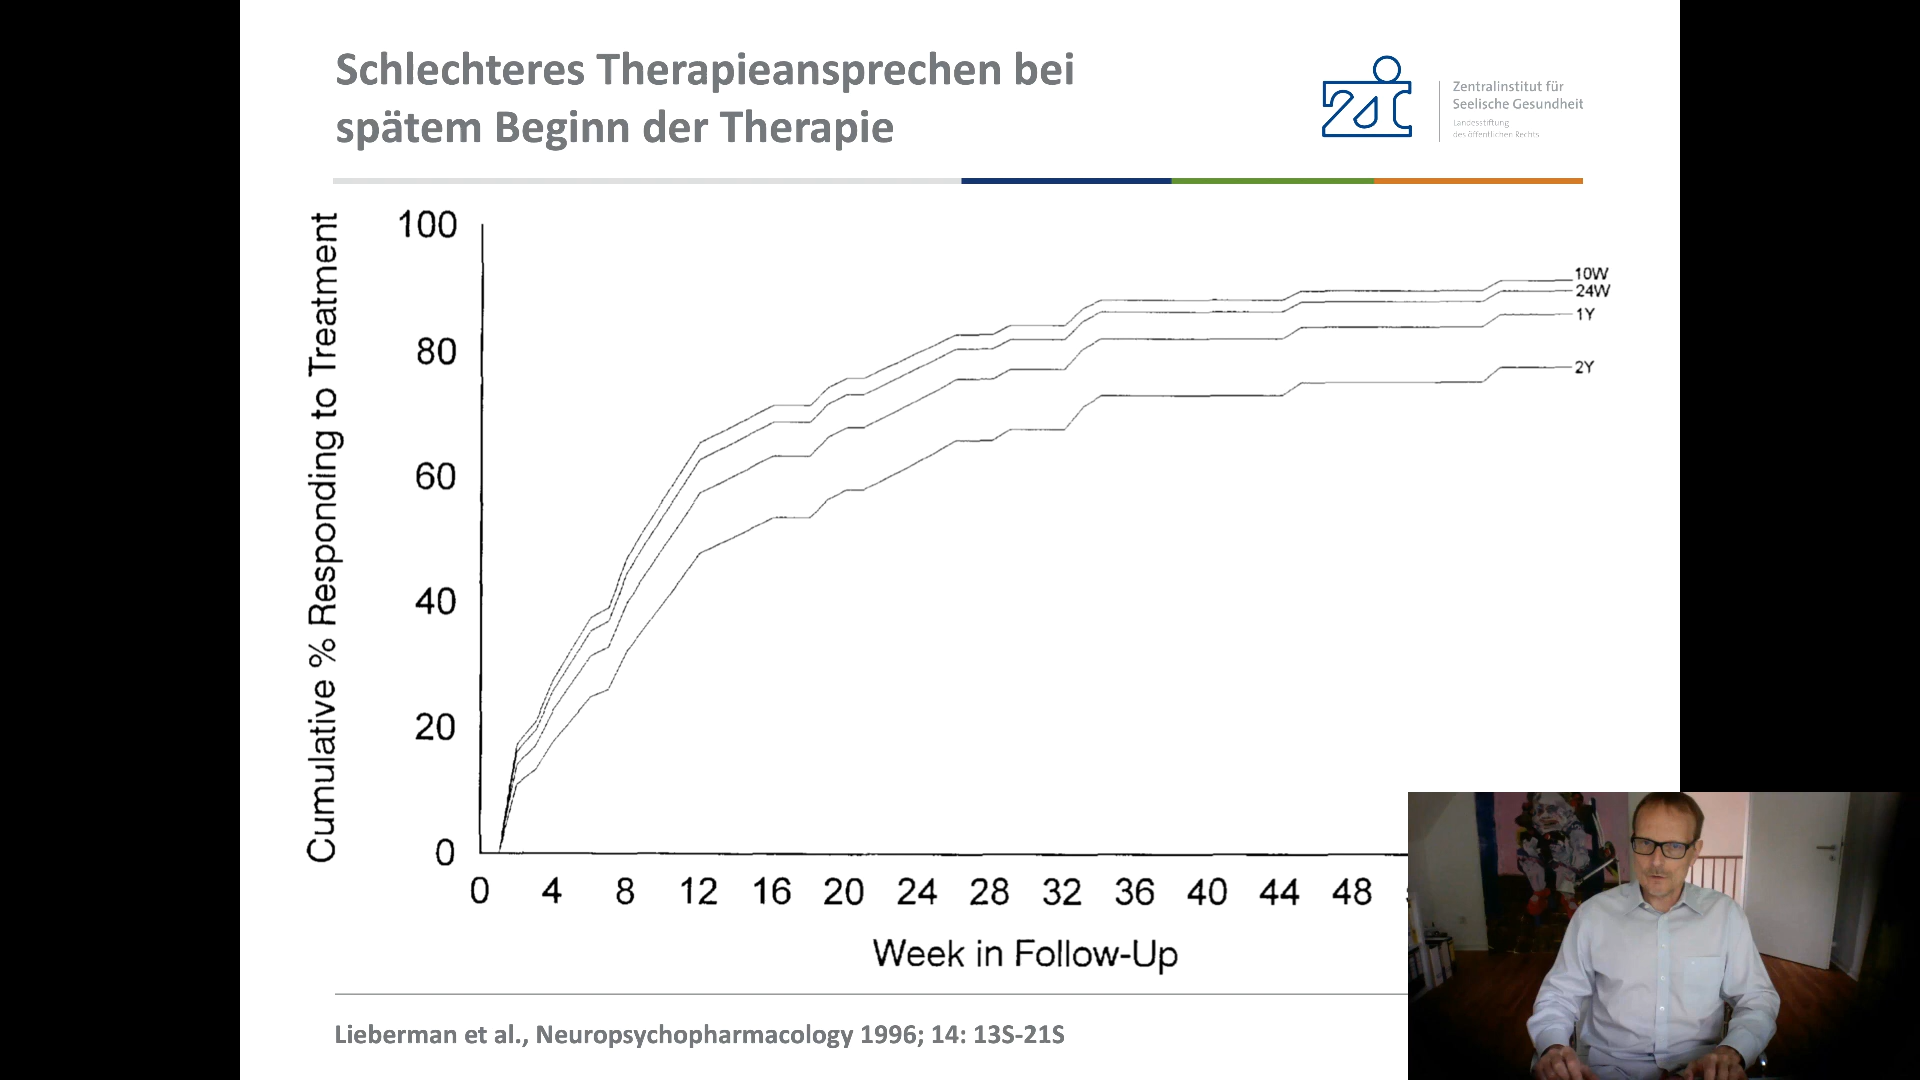 Schlechteres Therapieansprechen bei
spätem Beginn der Therapie
Zentralinstitut für
Seelische Gesundheit
Landesstiftung
des öffentlichen Rechts
Cumulative % Responding to Treatment
100
80
60
40
20
0
10W
24W
1Y
2Y
0 4 8 12 16 20 24 28 32 36 40 44 48
Week in Follow-Up
Lieberman et al., Neuropsychopharmacology 1996; 14: 13S-21S